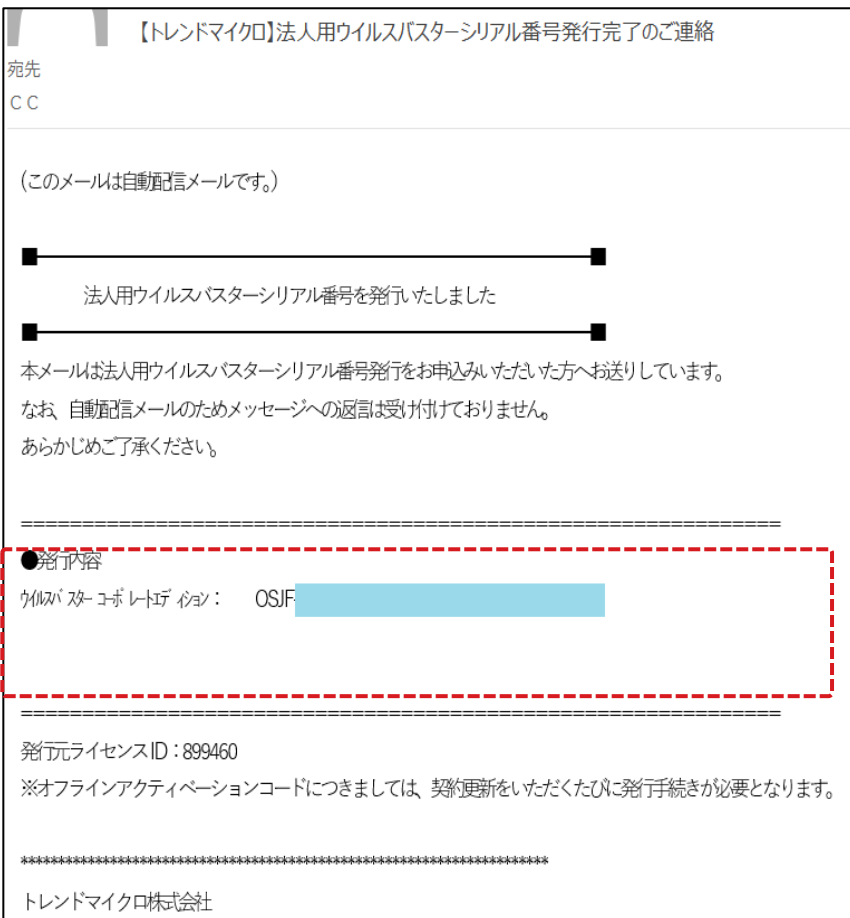 【トレンドマイクロ】法人用ウイルスバスターシリアル番号発行完了のご連絡
宛先
CC
(このメールは自動配信メールです。)
■━━━━━━━━━━━━━━━━━━━━━━━━━━━━■
法人用ウイルスバスターシリアル番号を発行いたしました
■━━━━━━━━━━━━━━━━━━━━━━━━━━━━■
本メールは法人用ウイルスバスターシリアル番号発行をお申込みいただいた方へお送りしています。
なお、自動配信メールのためメッセージへの返信は受け付けておりません。
あらかじめご了承ください。
==============================================================
●発行内容
ウイルスバスター コーポレートエディション： OSJF-
==============================================================
発行元ライセンスID：899460
※オフラインアクティベーションコードにつきましては、契約更新をいただくたびに発行手続きが必要となります。
***********************************************************************
トレンドマイクロ株式会社